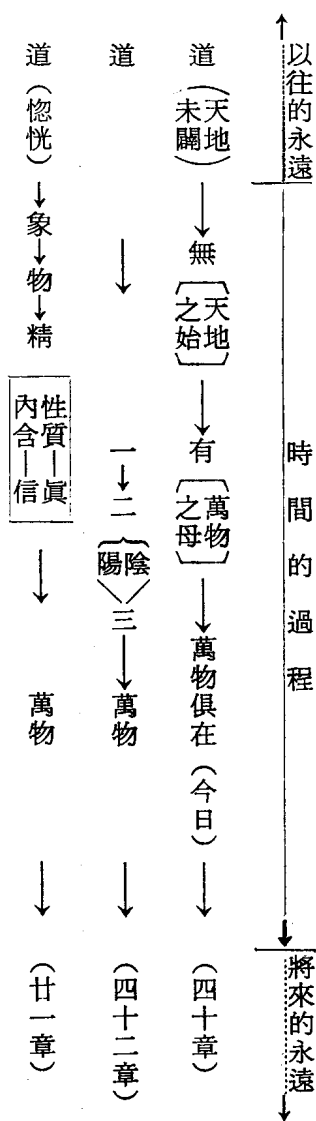 以往的永遠 時間的過程 將來的永遠
道（天地未闢）→無〔天地之始〕→有〔萬物之母〕→萬物俱在（今日）→（四十章）
道→一→二｛陰陽＞三→萬物→（四十二章）
道（惚恍）→象→物→精 性質—眞 內含—信→萬物→（廿一章）